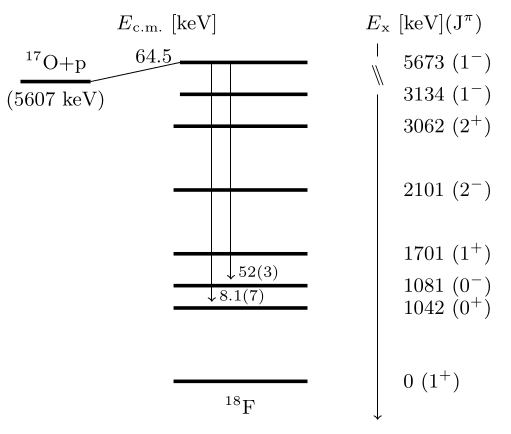 E_c.m. [keV]
E_x [keV](J^π)
¹⁷O+p
(5607 keV)
64.5
5673 (1⁻)
3134 (1⁻)
3062 (2⁺)
2101 (2⁻)
1701 (1⁺)
52(3)
1081 (0⁻)
8.1(7)
1042 (0⁺)
0 (1⁺)
¹⁸F